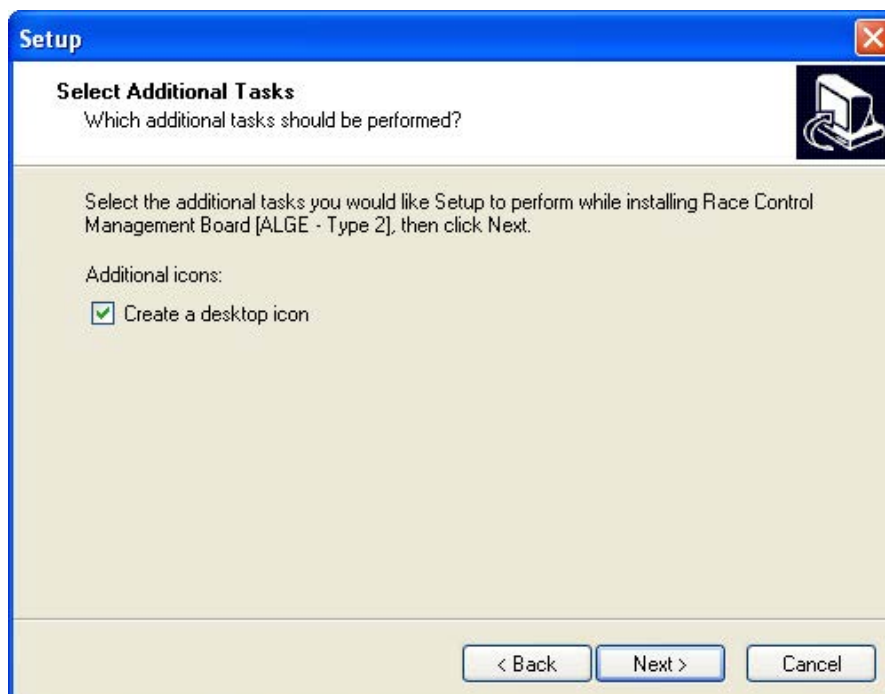 Setup
Select Additional Tasks
Which additional tasks should be performed?
Select the additional tasks you would like Setup to perform while installing Race Control
Management Board [ALGE - Type 2], then click Next.
Additional icons:
Create a desktop icon
< Back
Next >
Cancel